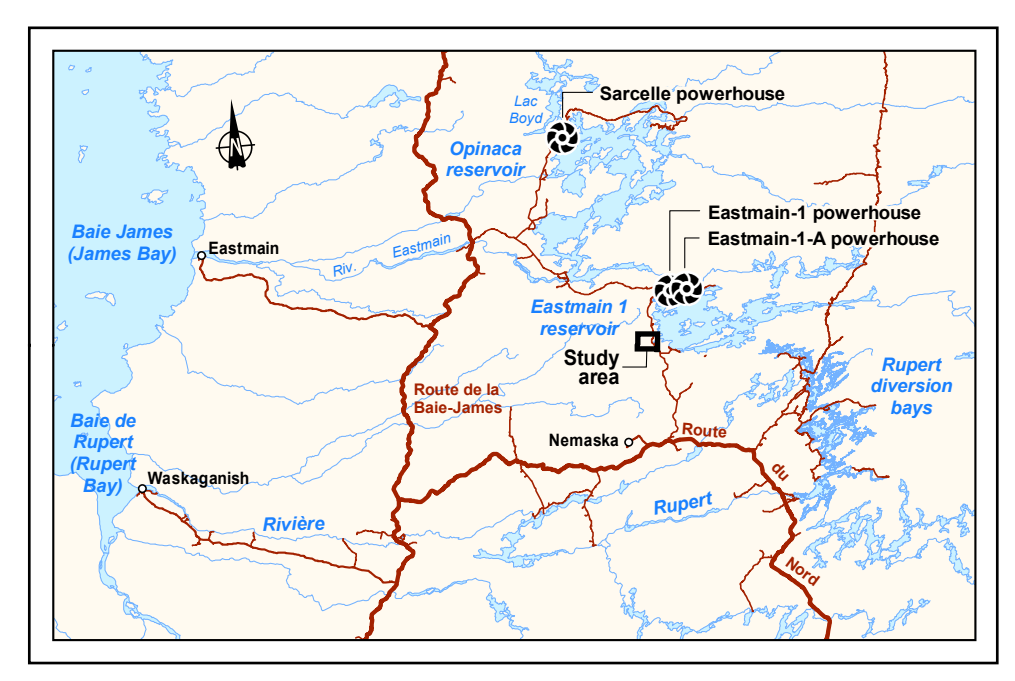 Sarcelle powerhouse
Lac
Boyd
Opinaca
reservoir
N
Eastmain-1 powerhouse
Eastmain-1-A powerhouse
Baie James
(James Bay)
Eastmain
Riv. Eastmain
Eastmain 1
reservoir
Study
area
Rupert
diversion
bays
Route de la
Baie-James
Baie de
Rupert
(Rupert
Bay)
Nemaska
Route du Nord
Waskaganish
Rivière Rupert